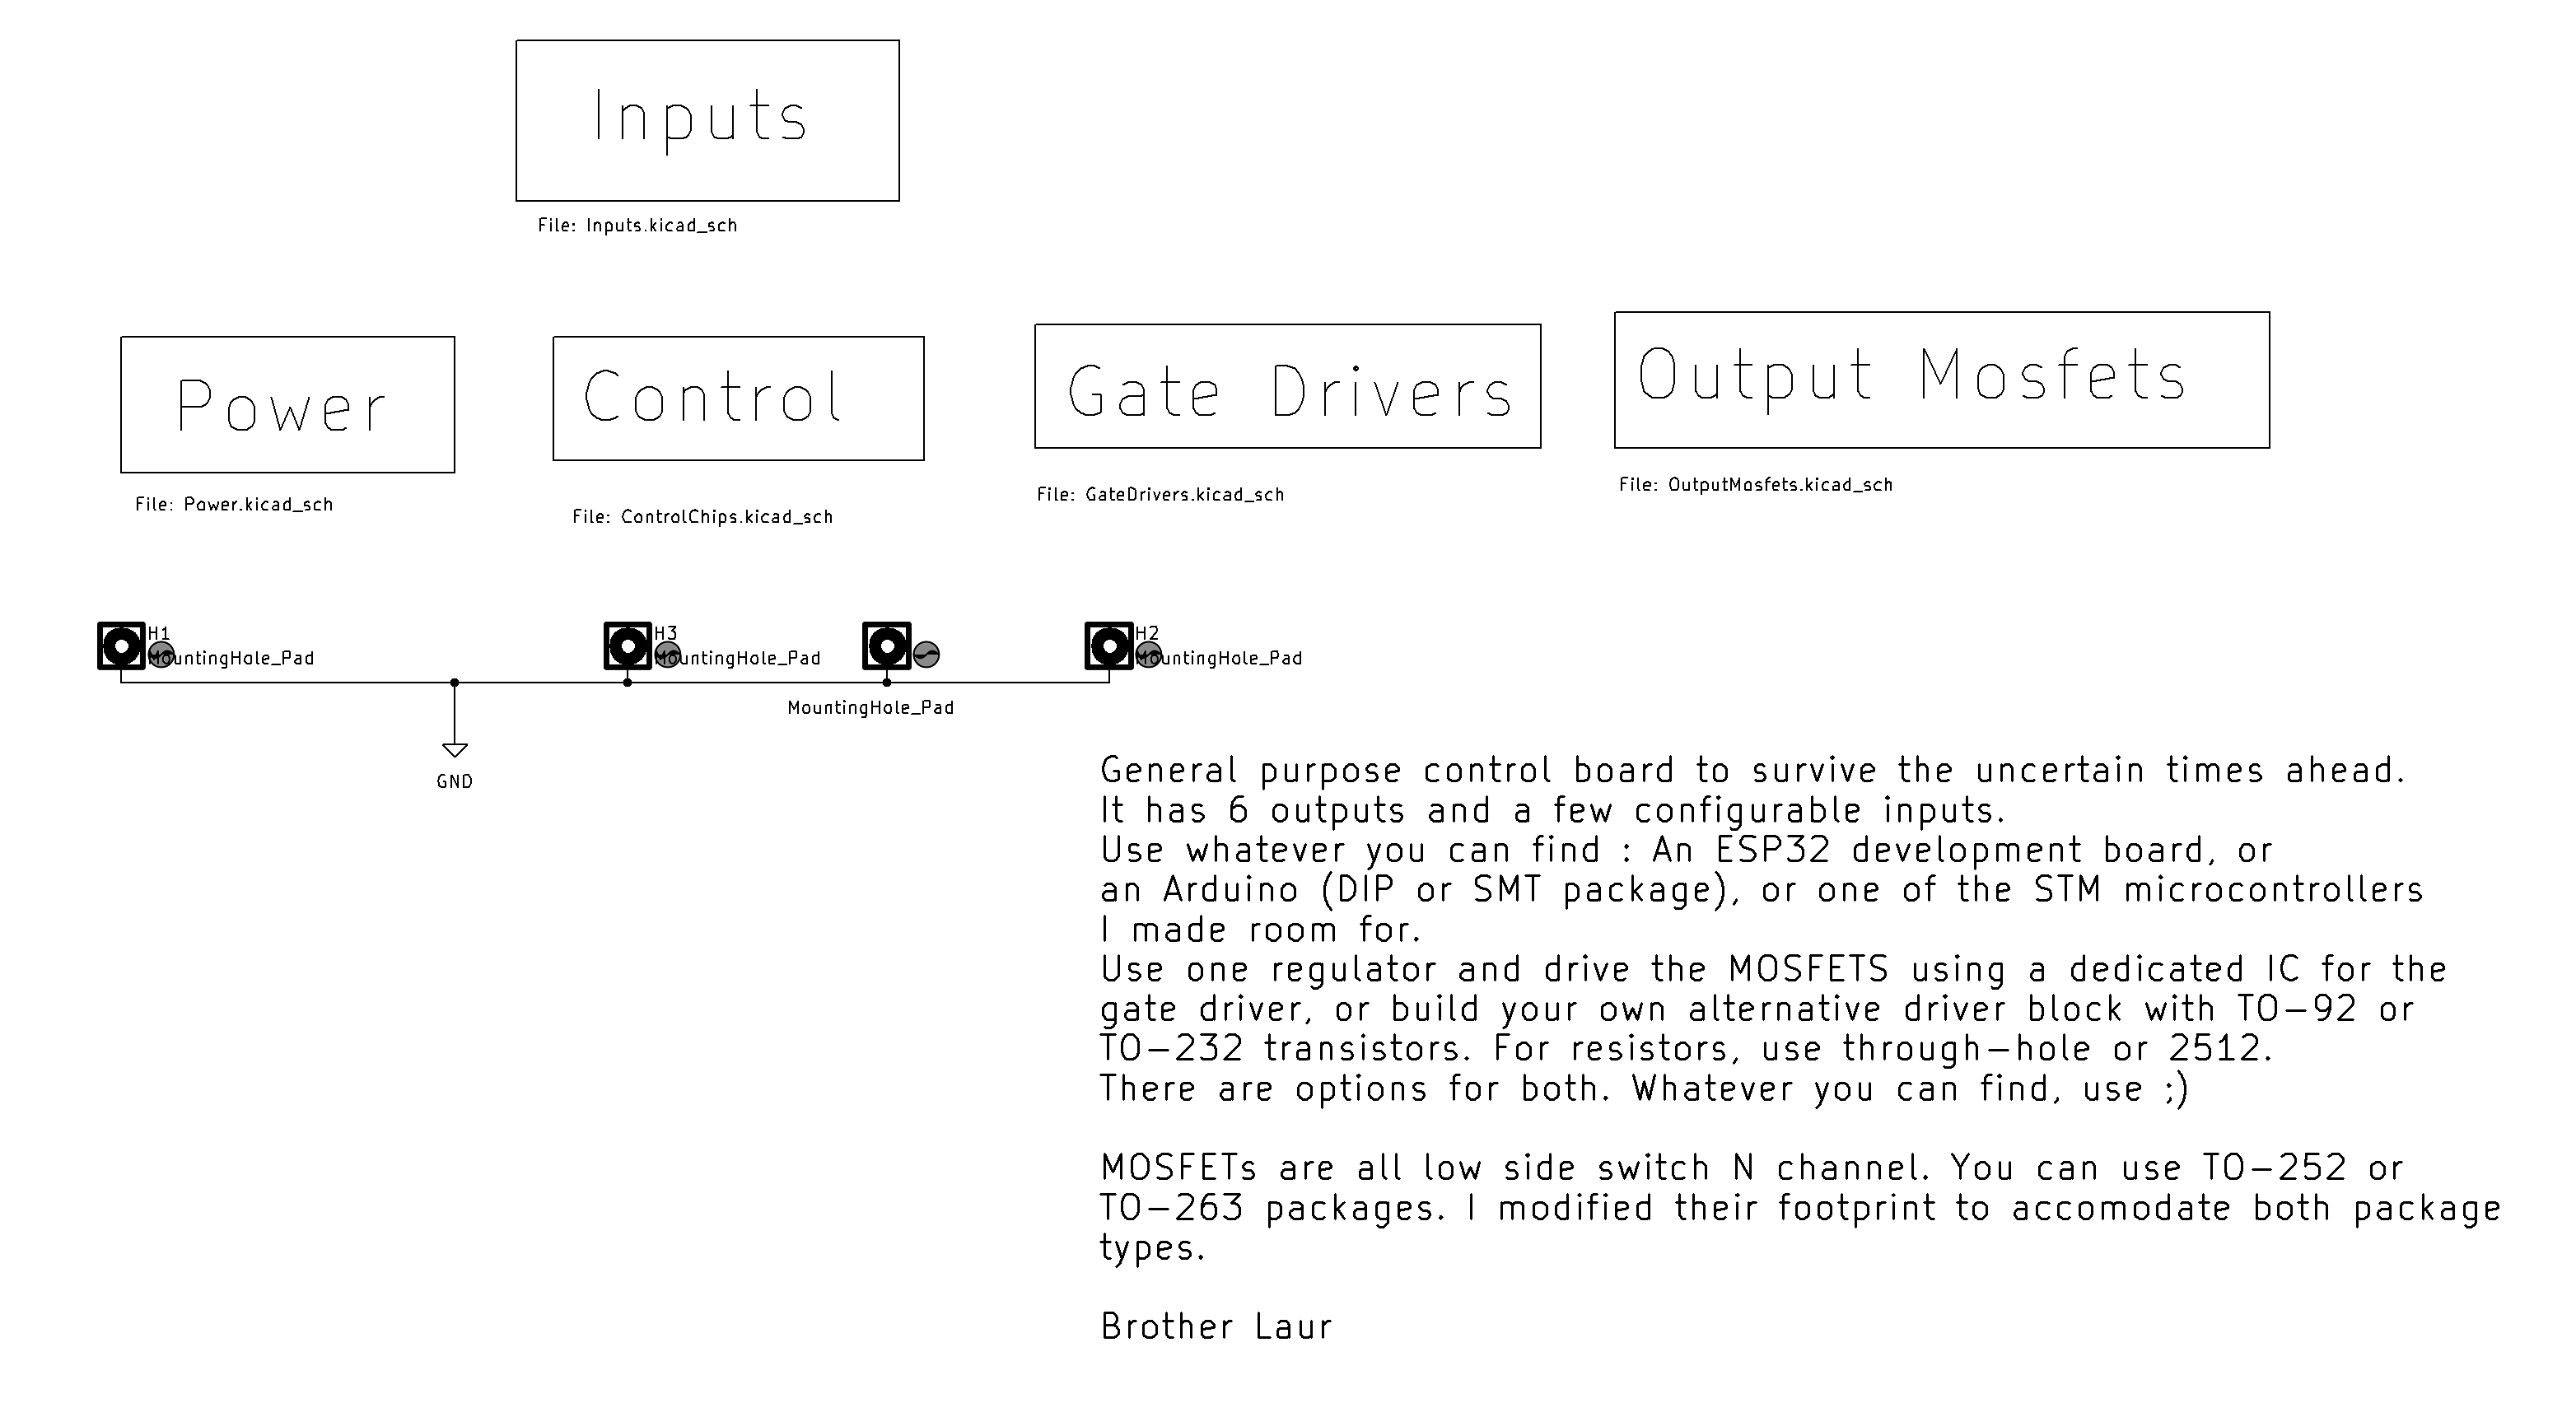 Inputs
File: Inputs.kicad_sch
Power
Control
Gate Drivers
Output Mosfets
File: Power.kicad_sch
File: ControlChips.kicad_sch
File: GateDrivers.kicad_sch
File: OutputMosfets.kicad_sch
H1
MountingHole_Pad
H3
MountingHole_Pad
H2
MountingHole_Pad
MountingHole_Pad
GND
General purpose control board to survive the uncertain times ahead.
It has 6 outputs and a few configurable inputs.
Use whatever you can find : An ESP32 development board, or
an Arduino (DIP or SMT package), or one of the STM microcontrollers
I made room for.
Use one regulator and drive the MOSFETS using a dedicated IC for the
gate driver, or build your own alternative driver block with TO-92 or
TO-232 transistors. For resistors, use through-hole or 2512.
There are options for both. Whatever you can find, use ;)
MOSFETs are all low side switch N channel. You can use TO-252 or
TO-263 packages. I modified their footprint to accomodate both package
types.
Brother Laur